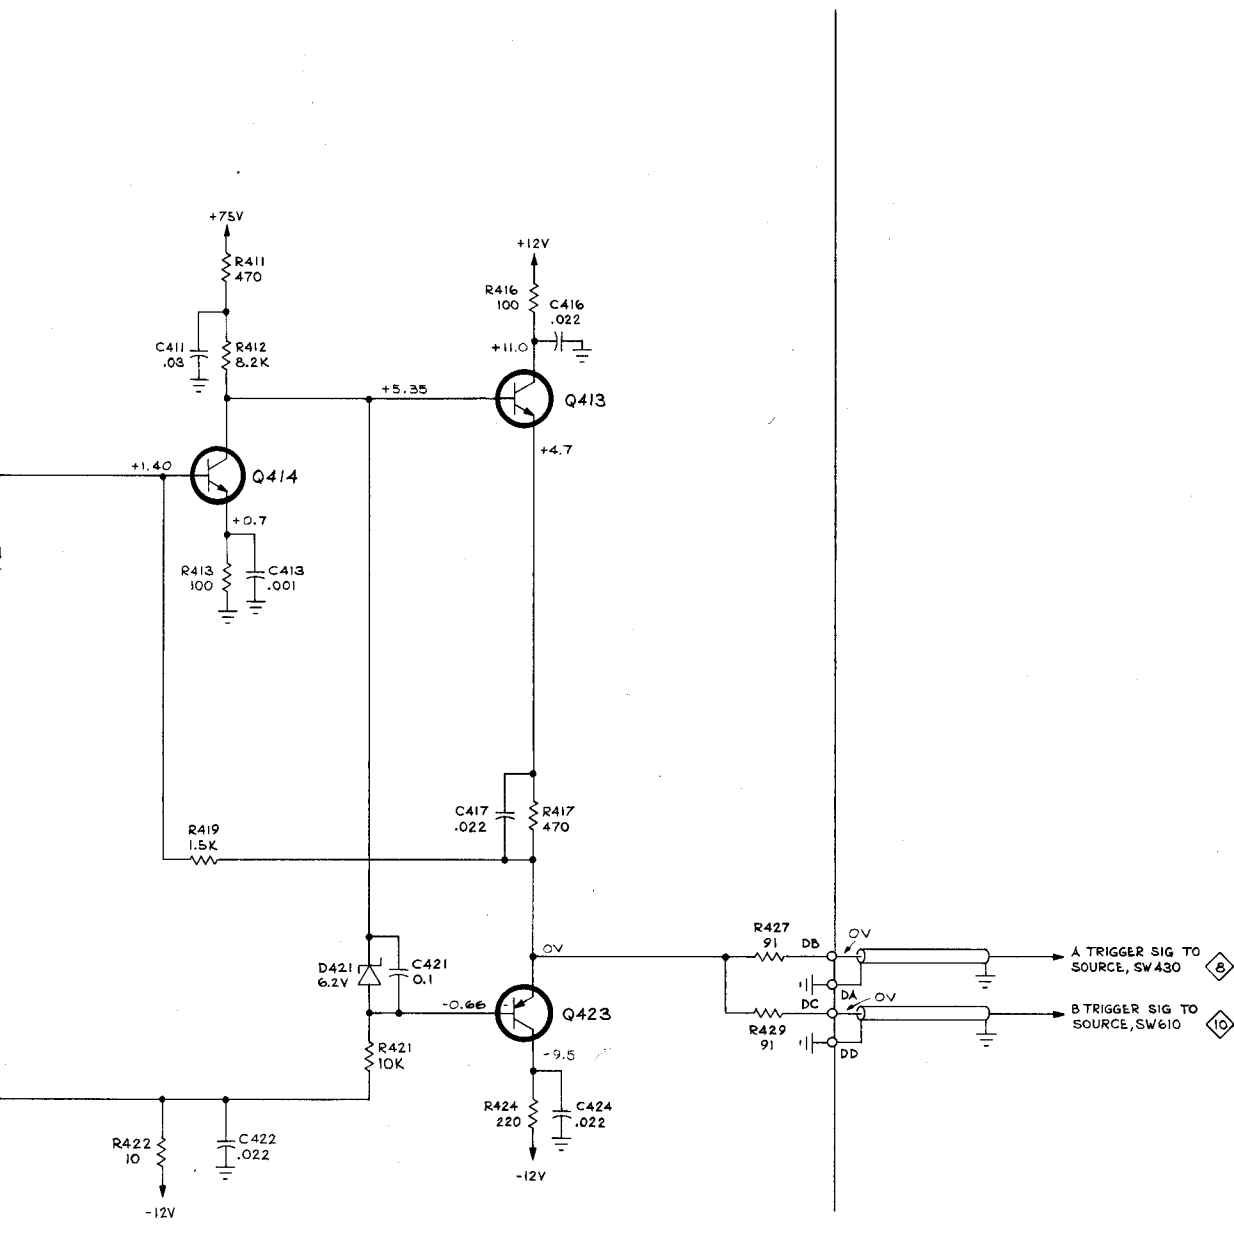 +75V
R411
470
+12V
R416
100
C416
.022
C411
.03
R412
8.2K
+11.0
+5.35
Q413
+4.7
+1.40
Q414
+0.7
R413
100
C413
.001
C417
.022
R417
470
R419
1.5K
R427
91
DB
0V
A TRIGGER SIG TO
SOURCE, SW430
8
0V
D421
6.2V
C421
0.1
DA
DC
0V
B TRIGGER SIG TO
SOURCE, SW610
10
-0.66
Q423
R429
91
DD
R421
10K
-9.5
R424
220
C424
.022
R422
10
C422
.022
-12V
-12V